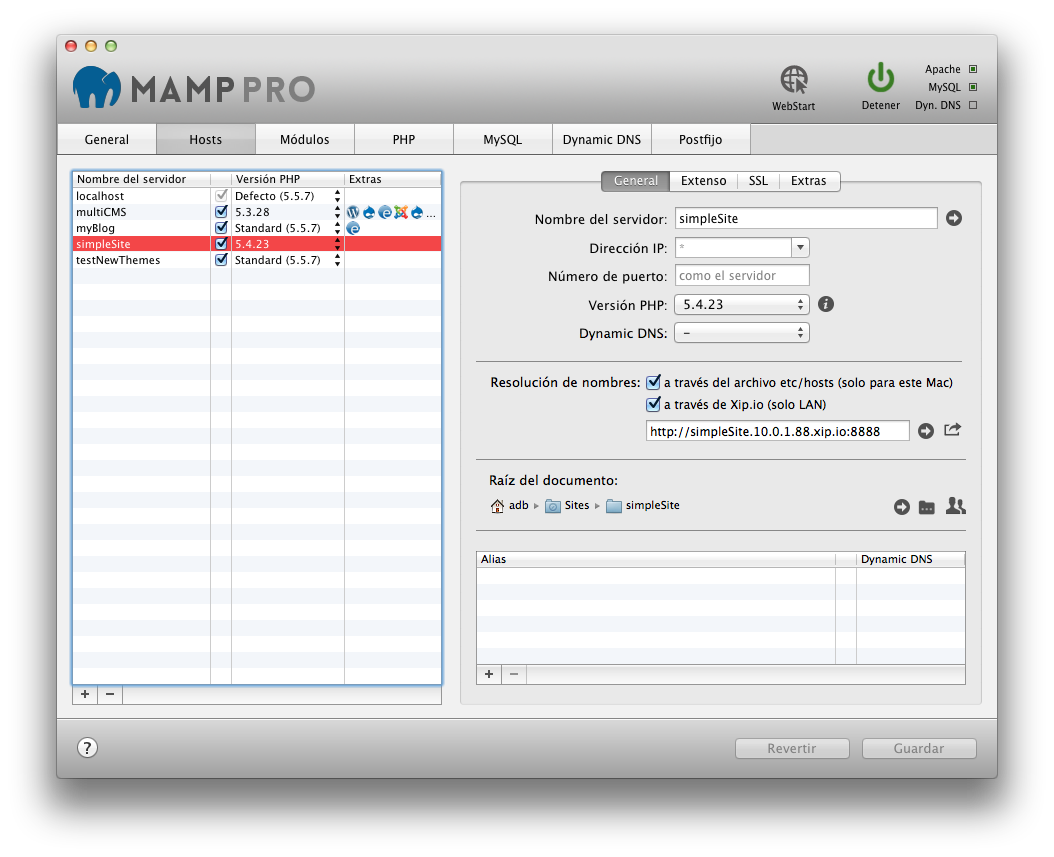 MAMP PRO
WebStart
Detener
Apache
MySQL
Dyn. DNS
General Hosts Módulos PHP MySQL Dynamic DNS Postfijo
Nombre del servidor Versión PHP Extras
localhost Defecto (5.5.7)
multiCMS 5.3.28 ...
myBlog Standard (5.5.7)
simpleSite 5.4.23
testNewThemes Standard (5.5.7)
+ −
General Extenso SSL Extras
Nombre del servidor: simpleSite
Dirección IP: *
Número de puerto: como el servidor
Versión PHP: 5.4.23
Dynamic DNS: –
Resolución de nombres: a través del archivo etc/hosts (solo para este Mac)
a través de Xip.io (solo LAN)
http://simpleSite.10.0.1.88.xip.io:8888
Raíz del documento:
adb ▸ Sites ▸ simpleSite
Alias Dynamic DNS
+ −
? Revertir Guardar